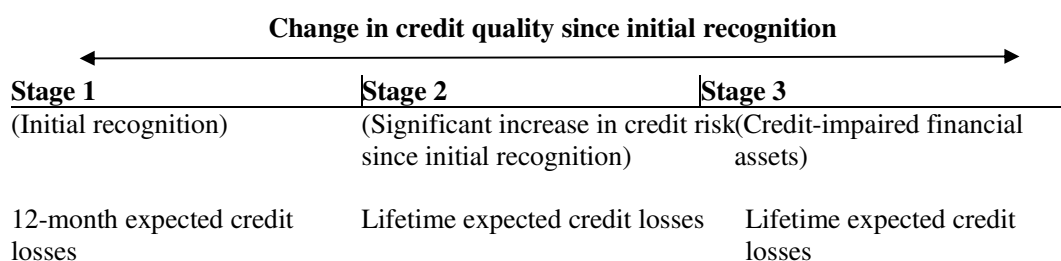 Change in credit quality since initial recognition
Stage 1 Stage 2 Stage 3
(Initial recognition) (Significant increase in credit risk (Credit-impaired financial
since initial recognition) assets)
12-month expected credit Lifetime expected credit losses Lifetime expected credit
losses losses